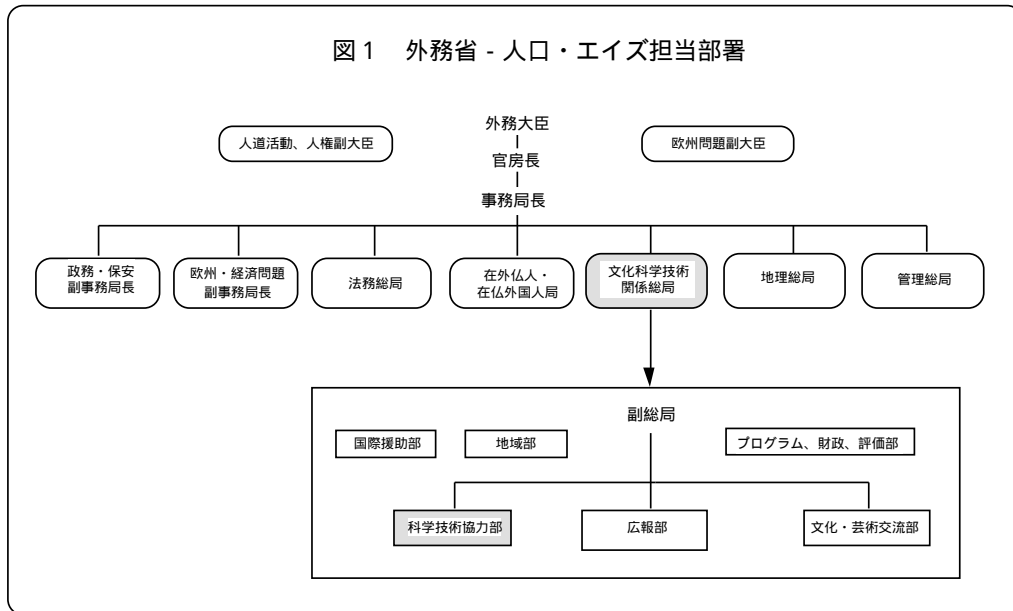 図1 外務省 - 人口・エイズ担当部署
外務大臣
人道活動、人権副大臣
欧州問題副大臣
官房長
事務局長
政務・保安
副事務局長
欧州・経済問題
副事務局長
法務総局
在外仏人・
在仏外国人局
文化科学技術
関係総局
地理総局
管理総局
副総局
国際援助部
地域部
プログラム、財政、評価部
科学技術協力部
広報部
文化・芸術交流部